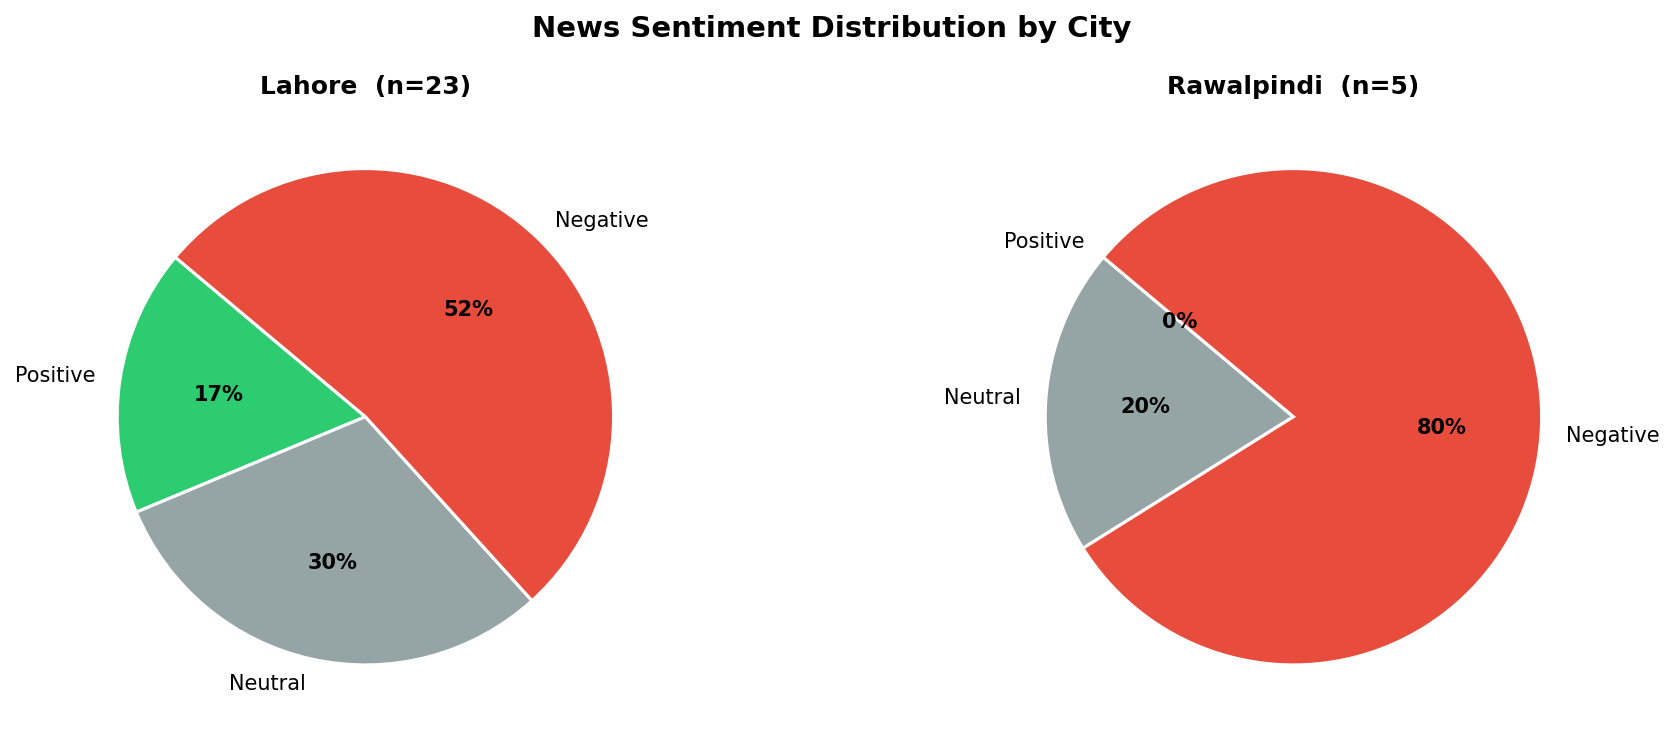 News Sentiment Distribution by City
Lahore  (n=23)
Negative
52%
Positive
17%
30%
Neutral
Rawalpindi  (n=5)
Positive
0%
Neutral
20%
80%
Negative